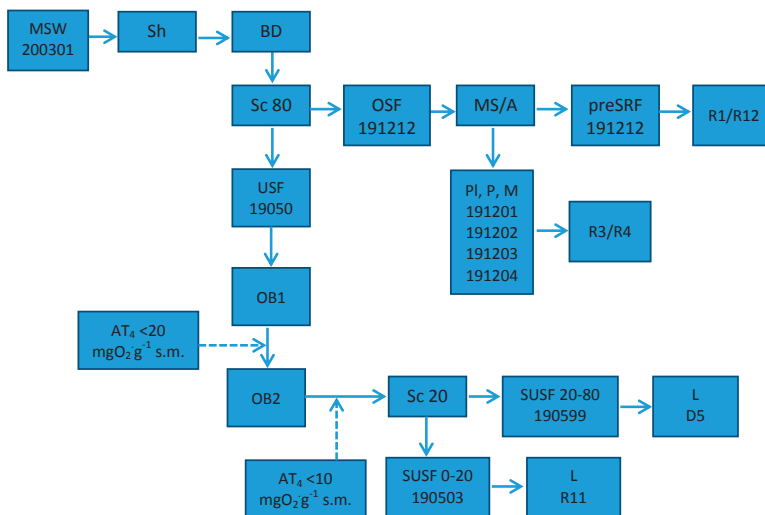 MSW
200301
Sh
BD
Sc 80
OSF
191212
MS/A
preSRF
191212
R1/R12
USF
19050
Pl, P, M
191201
191202
191203
191204
R3/R4
OB1
AT₄ <20
mgO₂·g⁻¹ s.m.
OB2
Sc 20
SUSF 20-80
190599
L
D5
AT₄ <10
mgO₂·g⁻¹ s.m.
SUSF 0-20
190503
L
R11